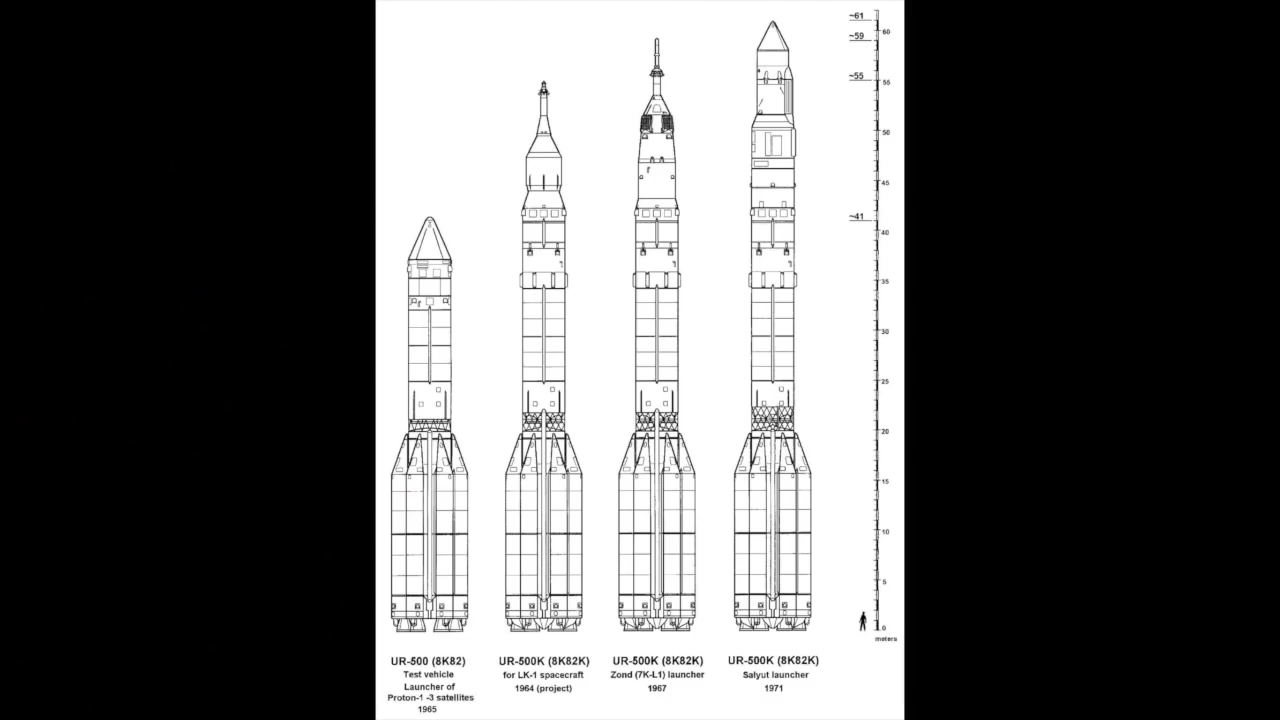 ~61
~59
~55
~41
60
55
50
45
40
35
30
25
20
15
10
5
0
meters
UR-500 (8K82)
Test vehicle
Launcher of
Proton-1 -3 satellites
1965
UR-500K (8K82K)
for LK-1 spacecraft
1964 (project)
UR-500K (8K82K)
Zond (7K-L1) launcher
1967
UR-500K (8K82K)
Salyut launcher
1971